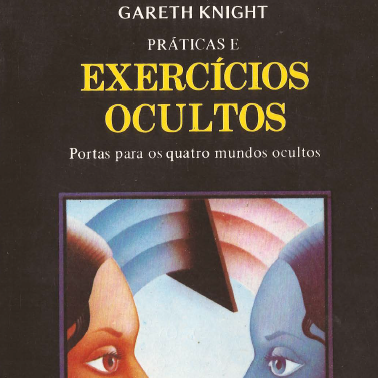 GARETH KNIGHT
PRÁTICAS E
EXERCÍCIOS
OCULTOS
Portas para os quatro mundos ocultos